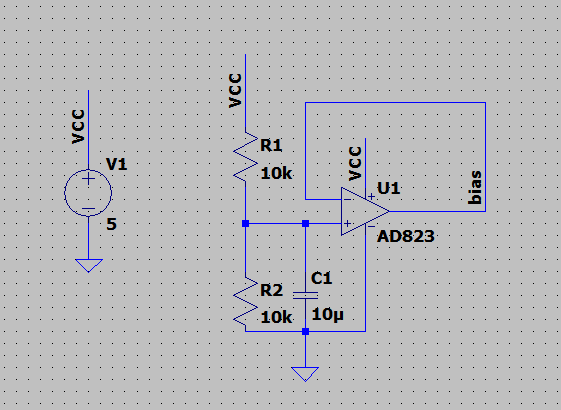 VCC
V1
5
VCC
R1
10k
R2
10k
C1
10µ
VCC
U1
AD823
bias